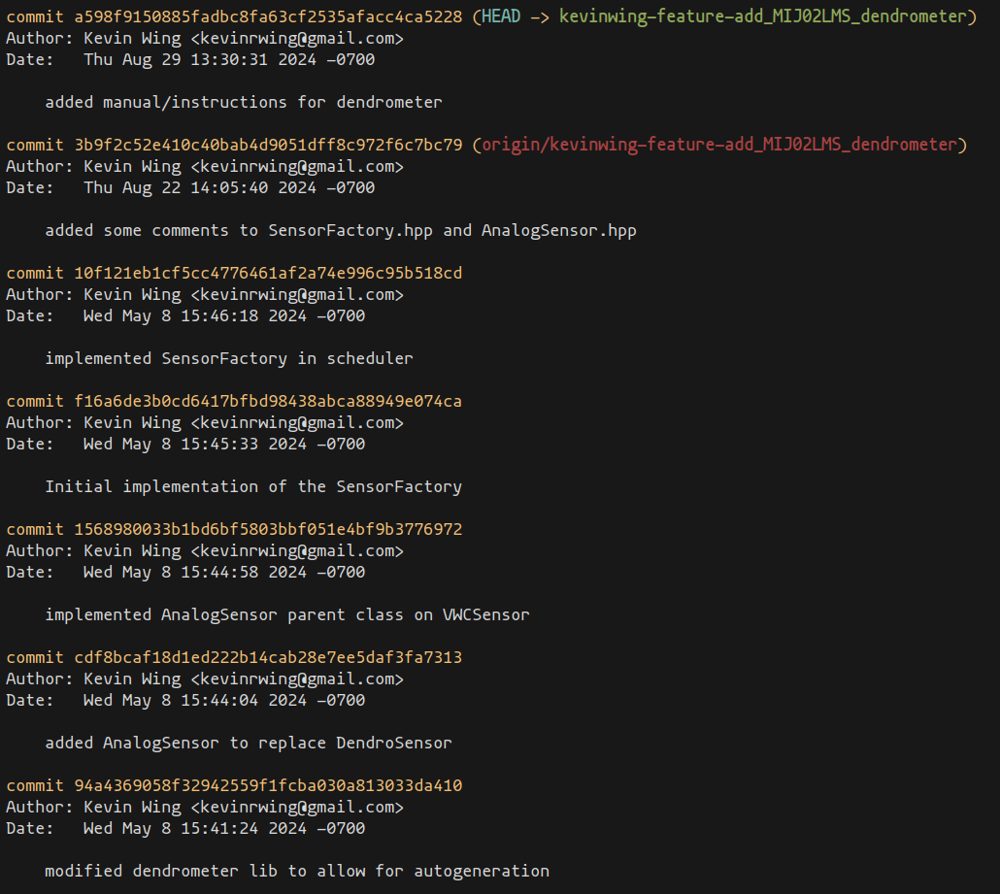 commit a598f9150885fadbc8fa63cf2535afacc4ca5228 (HEAD -> kevinwing-feature-add_MIJ02LMS_dendrometer)
Author: Kevin Wing <kevinrwing@gmail.com>
Date:   Thu Aug 29 13:30:31 2024 -0700
added manual/instructions for dendrometer
commit 3b9f2c52e410c40bab4d9051dff8c972f6c7bc79 (origin/kevinwing-feature-add_MIJ02LMS_dendrometer)
Author: Kevin Wing <kevinrwing@gmail.com>
Date:   Thu Aug 22 14:05:40 2024 -0700
added some comments to SensorFactory.hpp and AnalogSensor.hpp
commit 10f121eb1cf5cc4776461af2a74e996c95b518cd
Author: Kevin Wing <kevinrwing@gmail.com>
Date:   Wed May 8 15:46:18 2024 -0700
implemented SensorFactory in scheduler
commit f16a6de3b0cd6417bfbd98438abca88949e074ca
Author: Kevin Wing <kevinrwing@gmail.com>
Date:   Wed May 8 15:45:33 2024 -0700
Initial implementation of the SensorFactory
commit 1568980033b1bd6bf5803bbf051e4bf9b3776972
Author: Kevin Wing <kevinrwing@gmail.com>
Date:   Wed May 8 15:44:58 2024 -0700
implemented AnalogSensor parent class on VWCSensor
commit cdf8bcaf18d1ed222b14cab28e7ee5daf3fa7313
Author: Kevin Wing <kevinrwing@gmail.com>
Date:   Wed May 8 15:44:04 2024 -0700
added AnalogSensor to replace DendroSensor
commit 94a4369058f32942559f1fcba030a813033da410
Author: Kevin Wing <kevinrwing@gmail.com>
Date:   Wed May 8 15:41:24 2024 -0700
modified dendrometer lib to allow for autogeneration